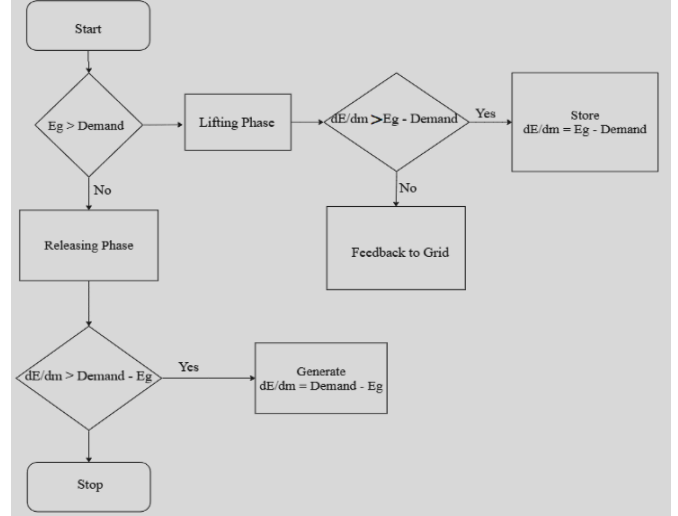 Start
Eg > Demand
Lifting Phase
dE/dm >Eg - Demand
Yes
Store
dE/dm = Eg - Demand
No
No
Releasing Phase
Feedback to Grid
dE/dm > Demand - Eg
Yes
Generate
dE/dm = Demand - Eg
Stop